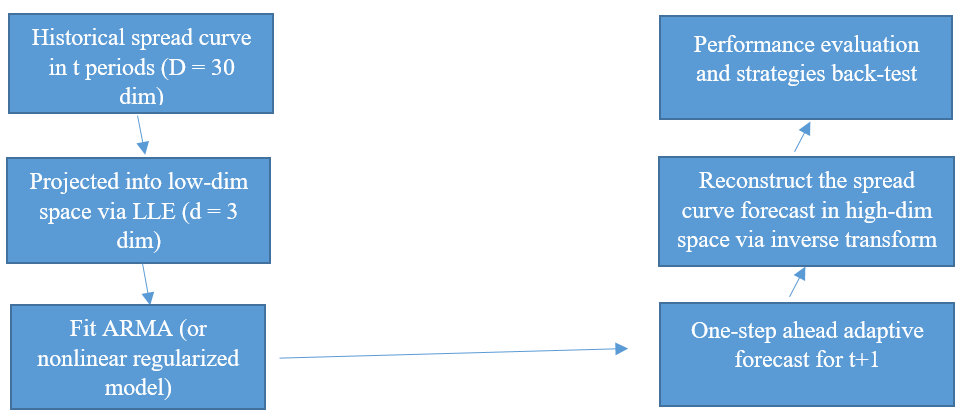 Historical spread curve
in t periods (D = 30
dim)
Projected into low-dim
space via LLE (d = 3
dim)
Fit ARMA (or
nonlinear regularized
model)
One-step ahead adaptive
forecast for t+1
Reconstruct the spread
curve forecast in high-dim
space via inverse transform
Performance evaluation
and strategies back-test